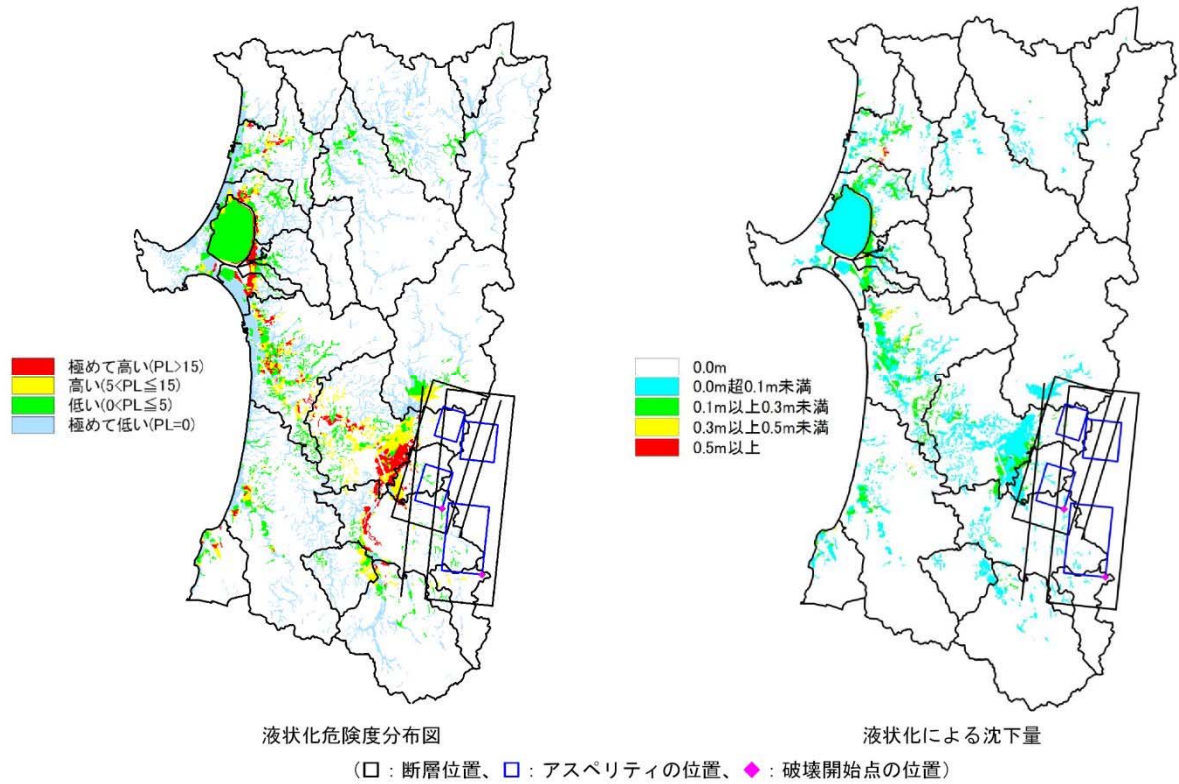 極めて高い(PL>15)
高い(5<PL≦15)
低い(0<PL≦5)
極めて低い(PL=0)
0.0m
0.0m超0.1m未満
0.1m以上0.3m未満
0.3m以上0.5m未満
0.5m以上
液状化危険度分布図
液状化による沈下量
(□：断層位置、□：アスペリティの位置、◆：破壊開始点の位置)